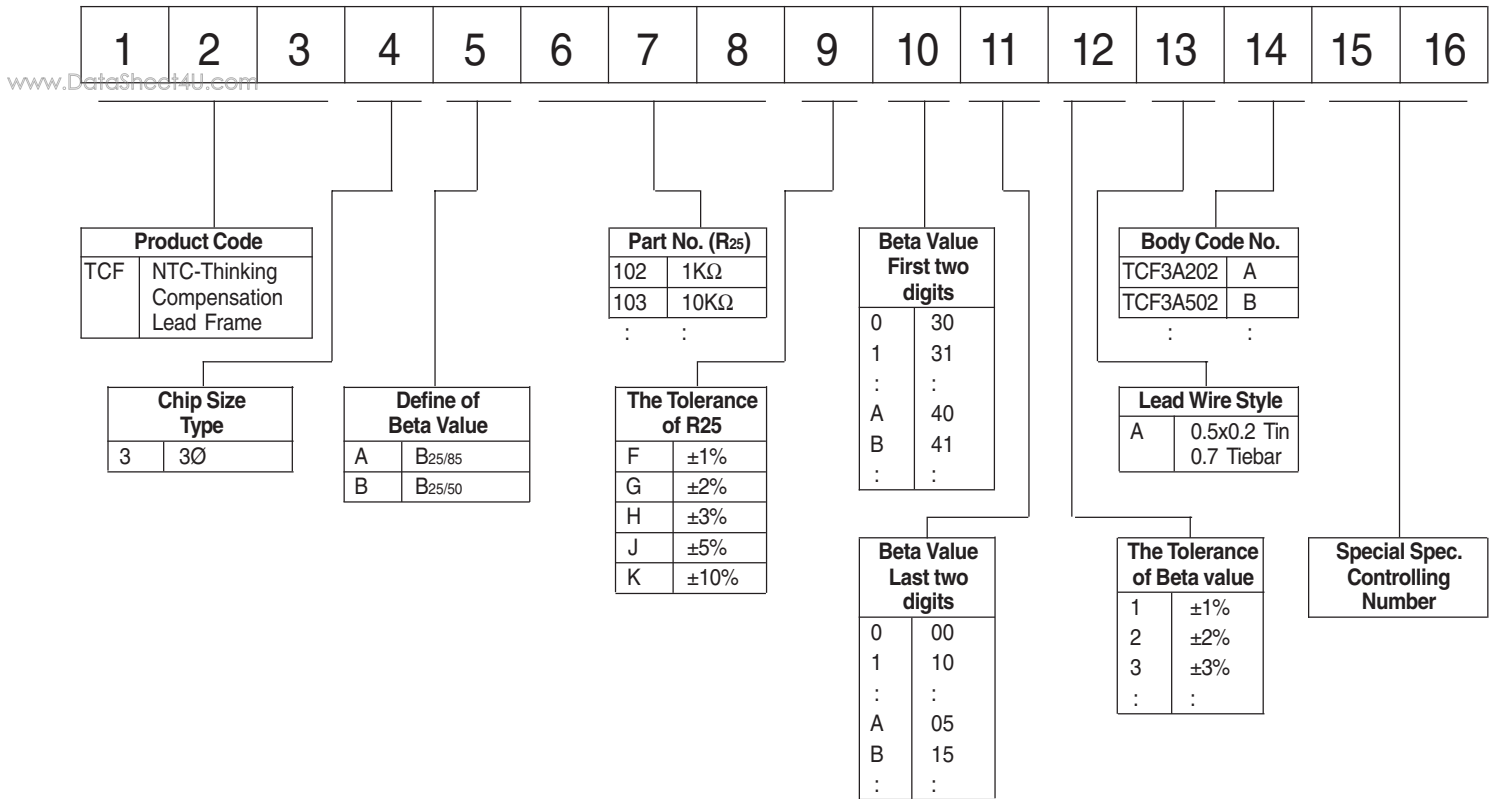 1 2 3 4 5 6 7 8 9 10 11 12 13 14 15 16
www.DataSheet4U.com
Product Code
TCF NTC-Thinking
Compensation
Lead Frame
Part No. (R25)
102 1KΩ
103 10KΩ
: :
Beta Value
First two
digits
0 30
1 31
: :
A 40
B 41
: :
Body Code No.
TCF3A202 A
TCF3A502 B
: :
Chip Size
Type
3 3Ø
Define of
Beta Value
A B25/85
B B25/50
The Tolerance
of R25
F ±1%
G ±2%
H ±3%
J ±5%
K ±10%
Lead Wire Style
A 0.5x0.2 Tin
0.7 Tiebar
Beta Value
Last two
digits
0 00
1 10
: :
A 05
B 15
: :
The Tolerance
of Beta value
1 ±1%
2 ±2%
3 ±3%
: :
Special Spec.
Controlling
Number